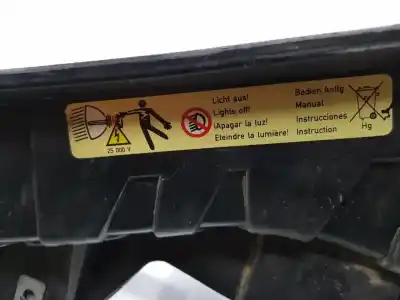 25 000 V
Licht aus!
Lights off!
¡Apagar la luz!
Eteindre la lumière!
Bedien.Anltg
Manual
Instrucciones
Instruction
Hg